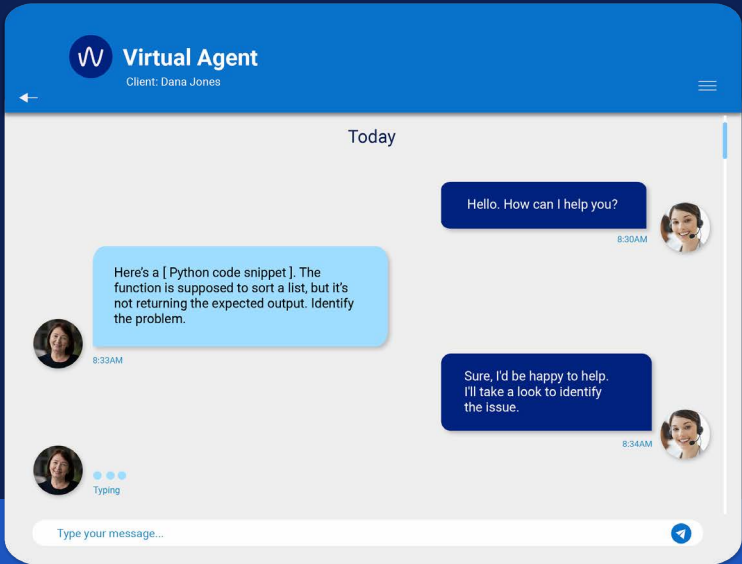 Virtual Agent
Client: Dana Jones
Today
Hello. How can I help you?
8:30AM
Here's a [ Python code snippet ]. The
function is supposed to sort a list, but it's
not returning the expected output. Identify
the problem.
8:33AM
Sure, I'd be happy to help.
I'll take a look to identify
the issue.
8:34AM
Typing
Type your message...